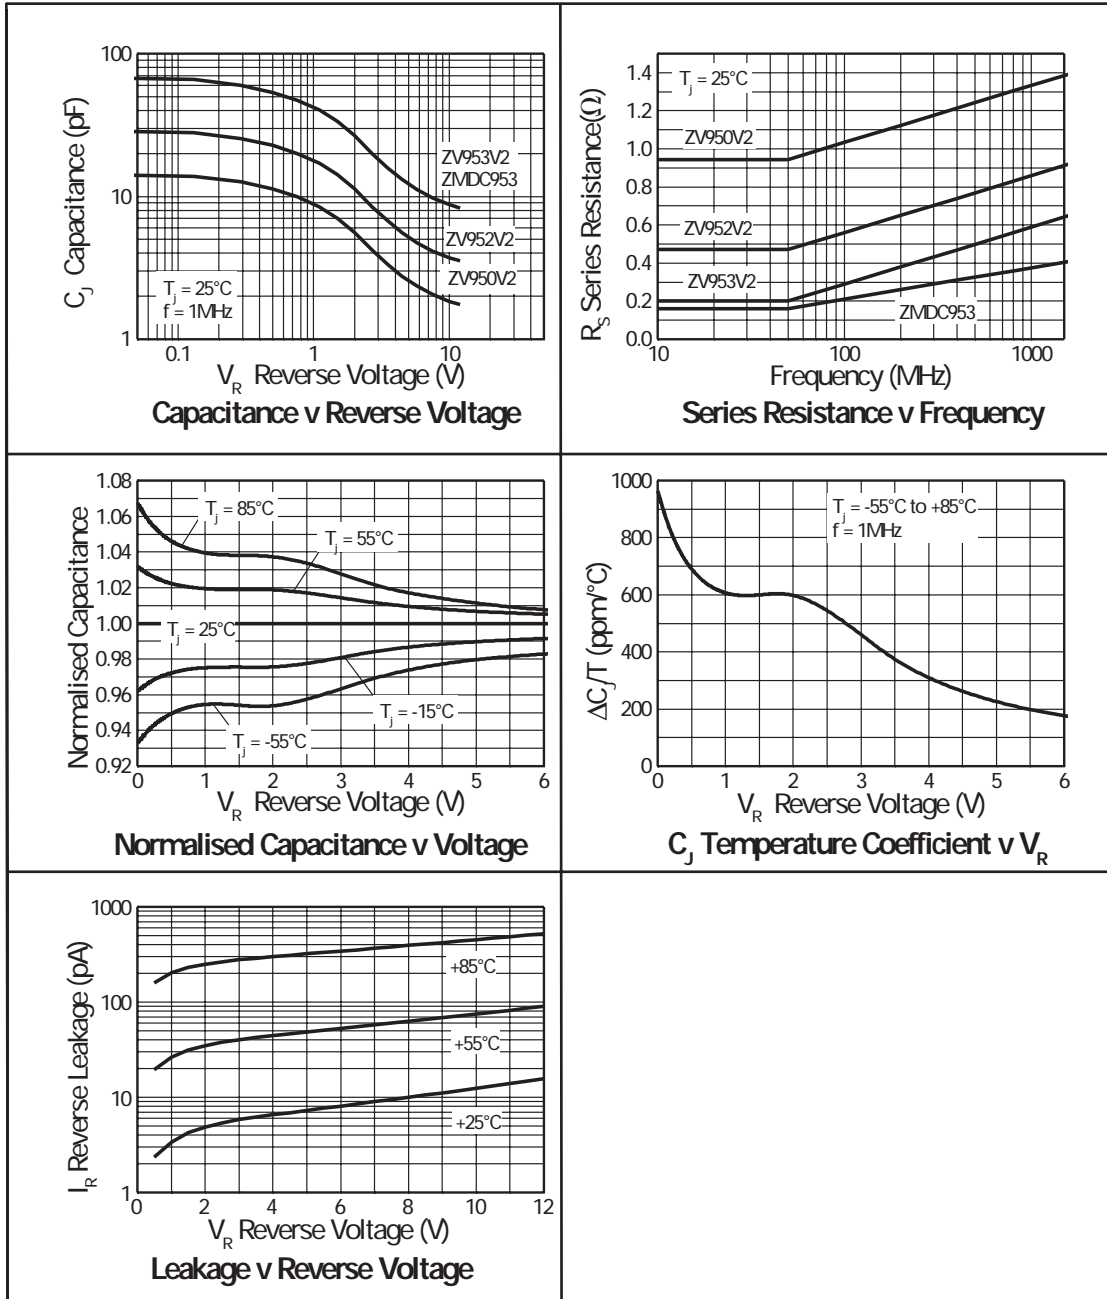 100
10
1
C_J Capacitance (pF)
ZV953V2
ZMDC953
ZV952V2
ZV950V2
T_j = 25°C
f = 1MHz
0.1 1 10
V_R Reverse Voltage (V)
Capacitance v Reverse Voltage
1.4
1.2
1.0
0.8
0.6
0.4
0.2
0.0
R_S Series Resistance(Ω)
T_j = 25°C
ZV950V2
ZV952V2
ZV953V2
ZMDC953
10 100 1000
Frequency (MHz)
Series Resistance v Frequency
1.08
1.06
1.04
1.02
1.00
0.98
0.96
0.94
0.92
Normalised Capacitance
T_j = 85°C
T_j = 55°C
T_j = 25°C
T_j = -15°C
T_j = -55°C
0 1 2 3 4 5 6
V_R Reverse Voltage (V)
Normalised Capacitance v Voltage
1000
800
600
400
200
0
ΔC_J/T (ppm/°C)
T_j = -55°C to +85°C
f = 1MHz
0 1 2 3 4 5 6
V_R Reverse Voltage (V)
C_J Temperature Coefficient v V_R
1000
100
10
1
I_R Reverse Leakage (pA)
+85°C
+55°C
+25°C
0 2 4 6 8 10 12
V_R Reverse Voltage (V)
Leakage v Reverse Voltage